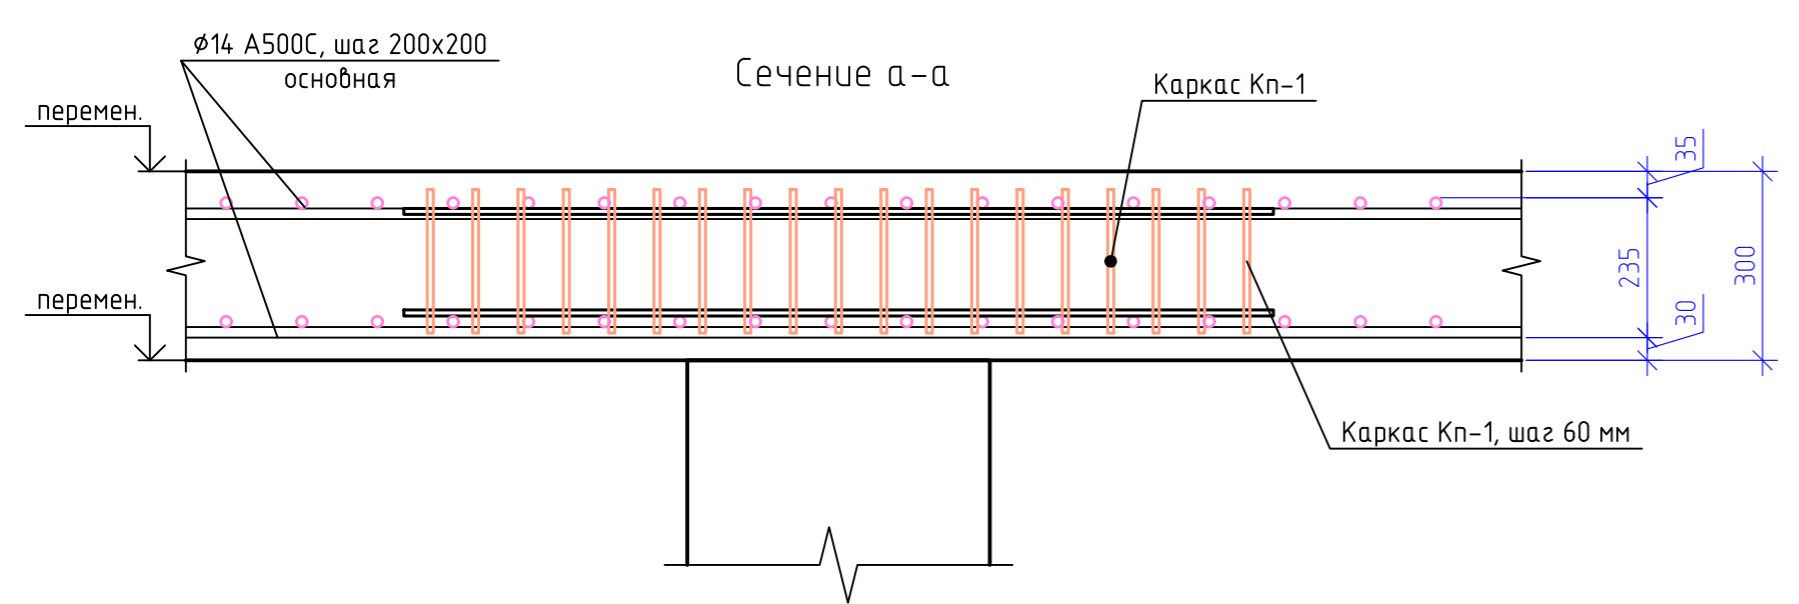 ⌀14 А500С, шаг 200х200
основная
Сечение а-а
Каркас Кп-1
перемен.
перемен.
35
235
300
30
Каркас Кп-1, шаг 60 мм